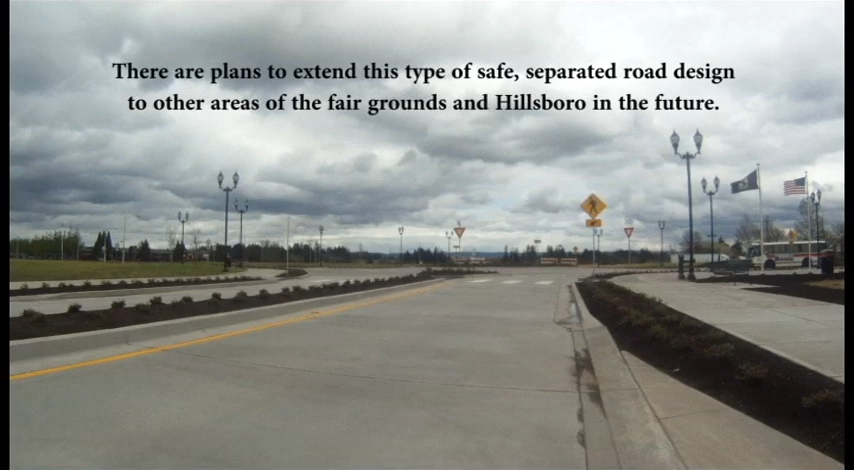 There are plans to extend this type of safe, separated road design
to other areas of the fair grounds and Hillsboro in the future.